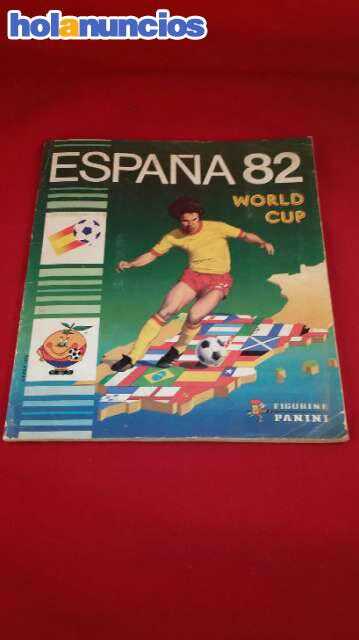 holanuncios
ESPAÑA 82
WORLD
CUP
FIGURINE
PANINI